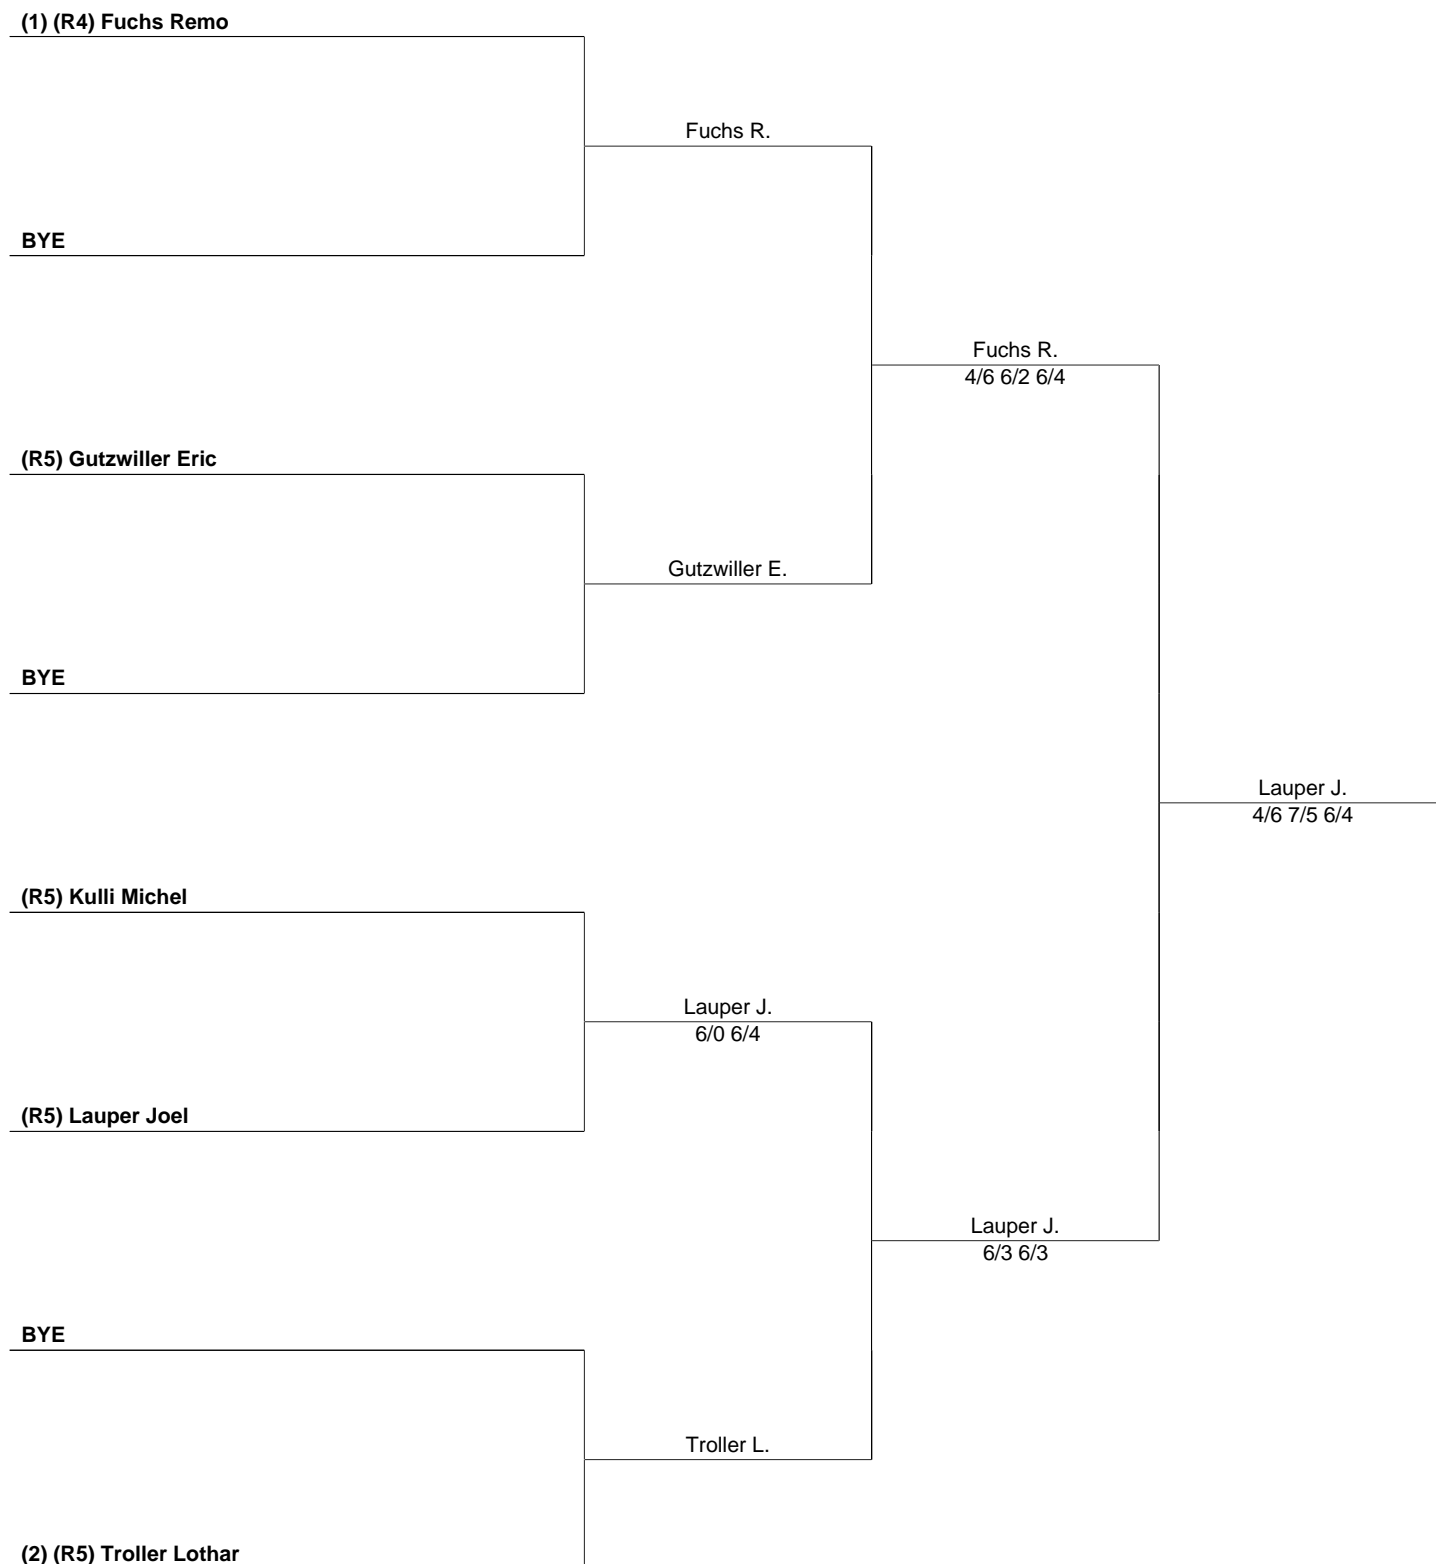 (1) (R4) Fuchs Remo
Fuchs R.
BYE
Fuchs R.
4/6 6/2 6/4
(R5) Gutzwiller Eric
Gutzwiller E.
BYE
Lauper J.
4/6 7/5 6/4
(R5) Kulli Michel
Lauper J.
6/0 6/4
(R5) Lauper Joel
Lauper J.
6/3 6/3
BYE
Troller L.
(2) (R5) Troller Lothar